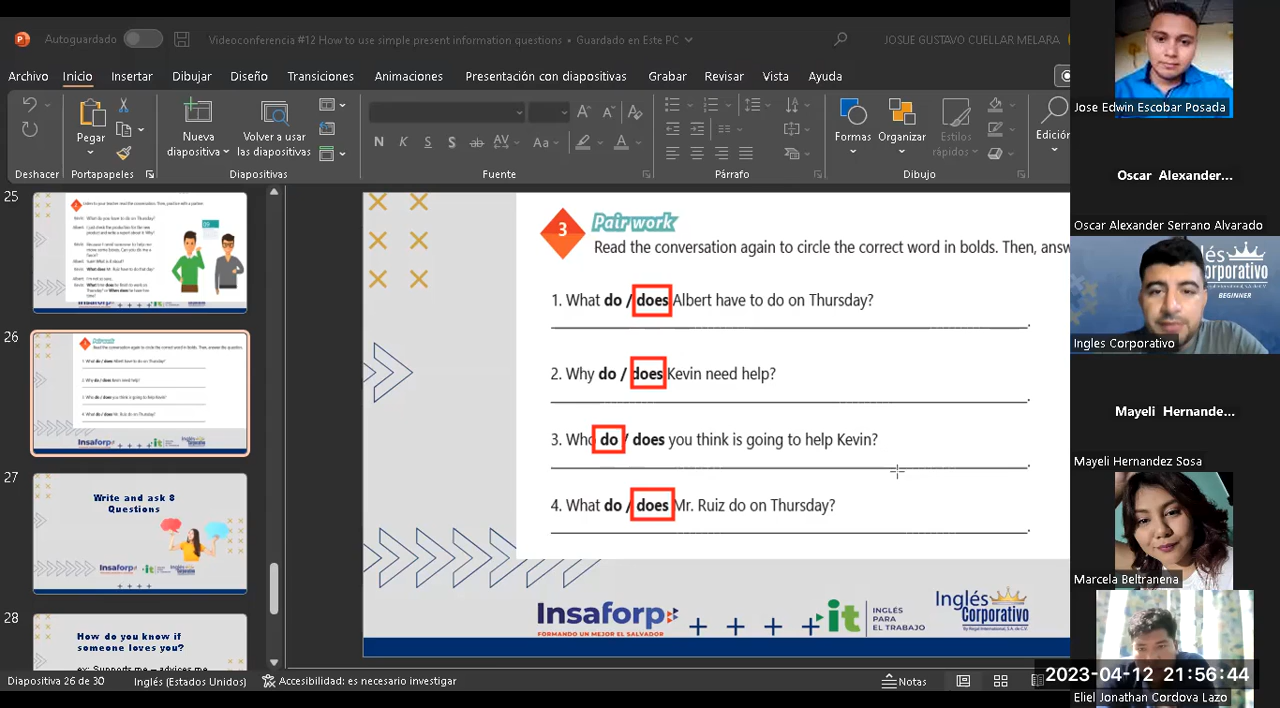 Autoguardado
Videoconferencia #12 How to use simple present information questions • Guardado en Este PC
JOSUE GUSTAVO CUELLAR MELARA
Archivo Inicio Insertar Dibujar Diseño Transiciones Animaciones Presentación con diapositivas Grabar Revisar Vista Ayuda
Pegar
Nueva diapositiva
Volver a usar las diapositivas
N K S S ab AV Aa A
Formas
Organizar
Estilos rápidos
Edición
Deshacer Portapapeles Diapositivas Fuente Párrafo Dibujo
25
26
27
Write and ask 8
Questions
28
How do you know if
someone loves you?
ex: Supports me – advices me
3
Pair work
Read the conversation again to circle the correct word in bolds. Then, answ
1. What do / does Albert have to do on Thursday?
2. Why do / does Kevin need help?
3. Who do / does you think is going to help Kevin?
4. What do / does Mr. Ruiz do on Thursday?
Insaforp
FORMANDO UN MEJOR EL SALVADOR
it
INGLÉS
PARA
EL TRABAJO
Inglés
Corporativo
Diapositiva 26 de 30
Inglés (Estados Unidos)
Accesibilidad: es necesario investigar
Notas
Jose Edwin Escobar Posada
Oscar Alexander...
Oscar Alexander Serrano Alvarado
BEGINNER
Ingles Corporativo
Mayeli Hernande...
Mayeli Hernandez Sosa
Marcela Beltranena
2023-04-12 21:56:44
Eliel Jonathan Cordova Lazo